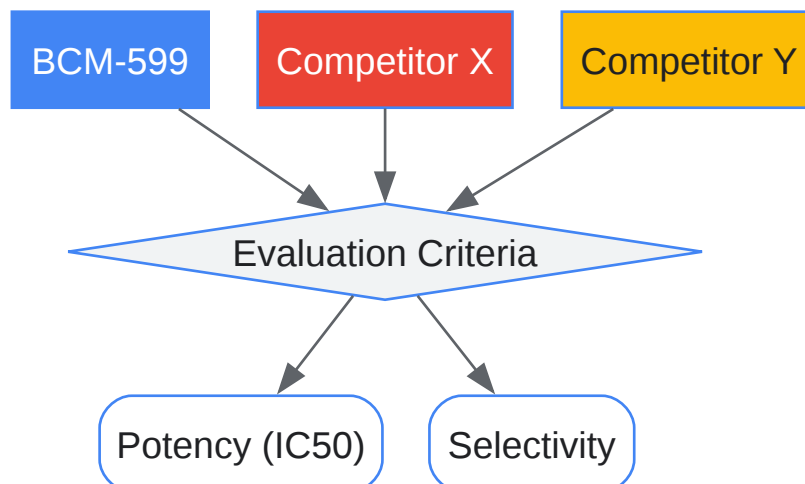 BCM-599
Competitor X
Competitor Y
Evaluation Criteria
Potency (IC50)
Selectivity